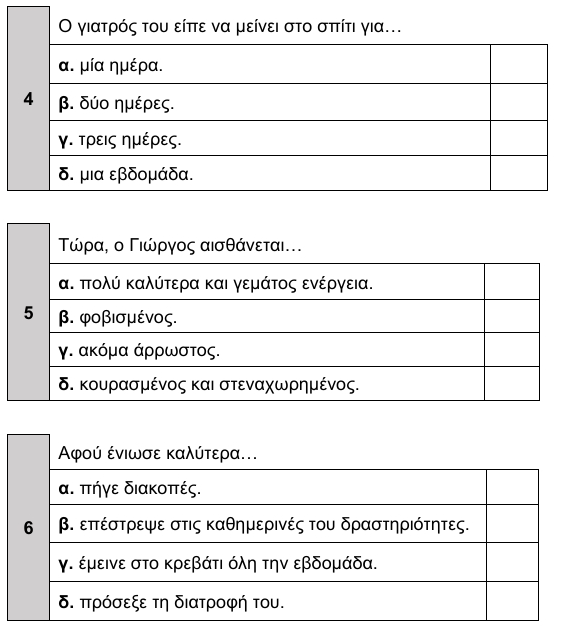 4
Ο γιατρός του είπε να μείνει στο σπίτι για…
α. μία ημέρα.
β. δύο ημέρες.
γ. τρεις ημέρες.
δ. μια εβδομάδα.
5
Τώρα, ο Γιώργος αισθάνεται…
α. πολύ καλύτερα και γεμάτος ενέργεια.
β. φοβισμένος.
γ. ακόμα άρρωστος.
δ. κουρασμένος και στεναχωρημένος.
6
Αφού ένιωσε καλύτερα…
α. πήγε διακοπές.
β. επέστρεψε στις καθημερινές του δραστηριότητες.
γ. έμεινε στο κρεβάτι όλη την εβδομάδα.
δ. πρόσεξε τη διατροφή του.